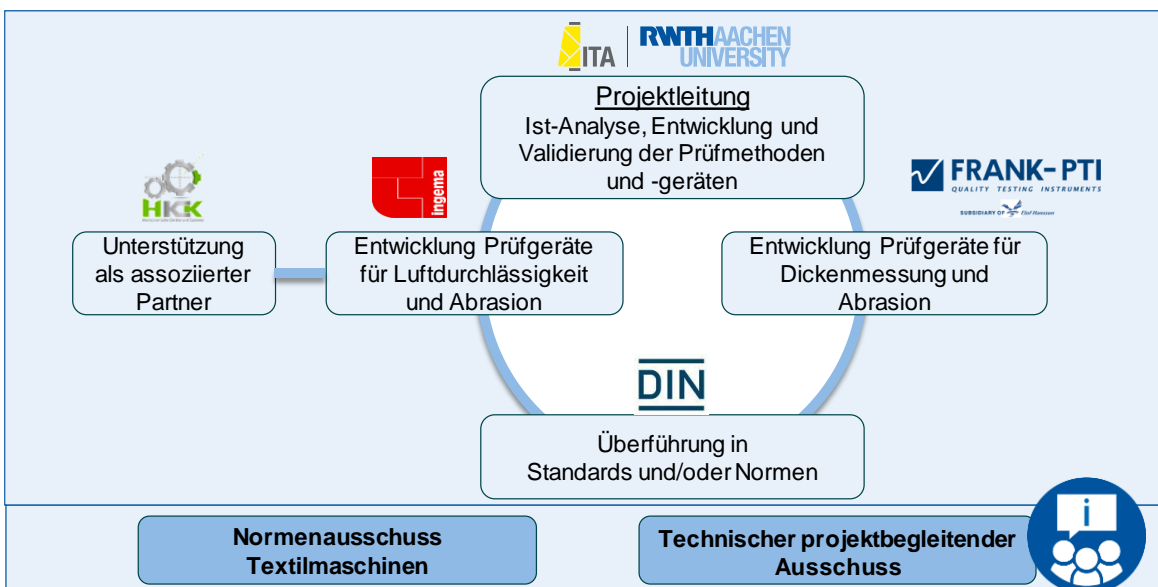 ITA
RWTHAACHEN
UNIVERSITY
Projektleitung
Ist-Analyse, Entwicklung und
Validierung der Prüfmethoden
und -geräten
HKK
ingema
FRANK-PTI
QUALITY TESTING INSTRUMENTS
SUBSIDIARY OF Elof Hansson
Unterstützung
als assoziierter
Partner
Entwicklung Prüfgeräte
für Luftdurchlässigkeit
und Abrasion
Entwicklung Prüfgeräte für
Dickenmessung und
Abrasion
DIN
Überführung in
Standards und/oder Normen
Normenausschuss
Textilmaschinen
Technischer projektbegleitender
Ausschuss
i